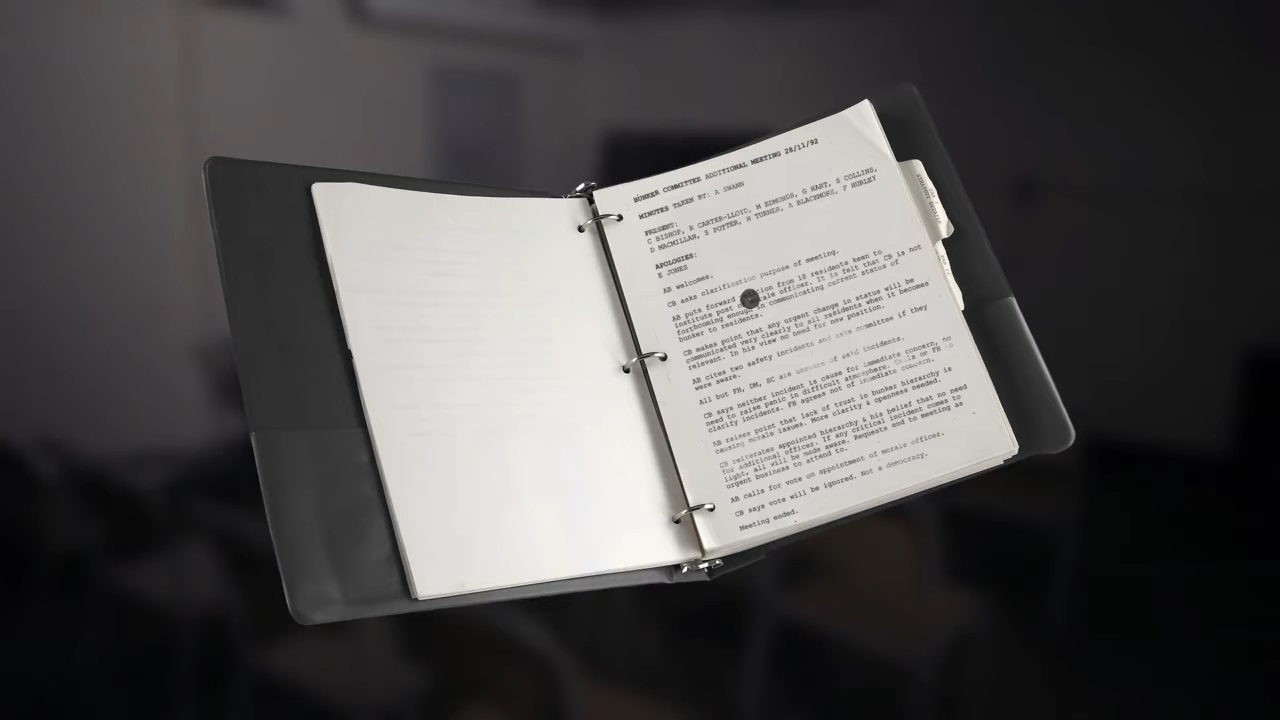 BUNKER COMMITTEE ADDITIONAL MEETING 28/11/92
MINUTES TAKEN BY: A SWANN
PRESENT:
C BISHOP, R CARTER-LLOYD, M EDMUNDS, G HART, S COLLINS,
D MACMILLAN, S POTTER, N TURNER, A BLACKMORE, F HURLEY
APOLOGIES:
E JONES
AB welcomes.
CB asks clarification purpose of meeting.
AB puts forward from 18 residents keen to
institute post officer. It is felt that CB is not
forthcoming enough in communicating current status of
bunker to residents.
CB makes point that any urgent change in status will be
communicated very clearly to all residents when it becomes
relevant. In his view no need for new position.
AB cites two safety incidents and asks committee if they
were aware.
All but FH, DM, SC are unaware of said incidents.
CB says neither incident is cause for immediate concern, no
need to raise panic in difficult atmosphere. or FH to
clarify incidents. FH agrees not of immediate concern.
AB raises point that lack of trust in bunker hierarchy is
causing morale issues. More clarity & openness needed.
CB reiterates appointed hierarchy & his belief that no need
for additional officer. If any critical incident comes to
light, all will be made aware. Requests end to meeting as
urgent business to attend to.
AB calls for vote on appointment of morale officer.
CB says vote will be ignored. Not a democracy.
Meeting ended.